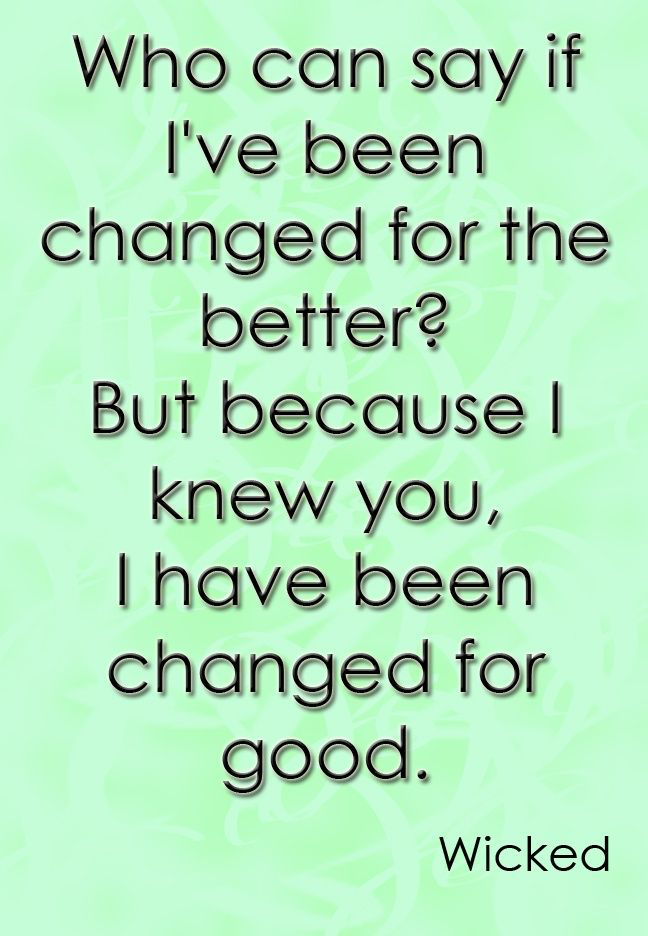 Who can say if
I've been
changed for the
better?
But because I
knew you,
I have been
changed for
good.
Wicked